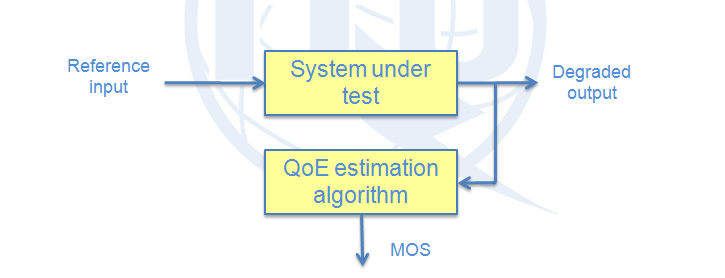 Reference
input
System under
test
Degraded
output
QoE estimation
algorithm
MOS